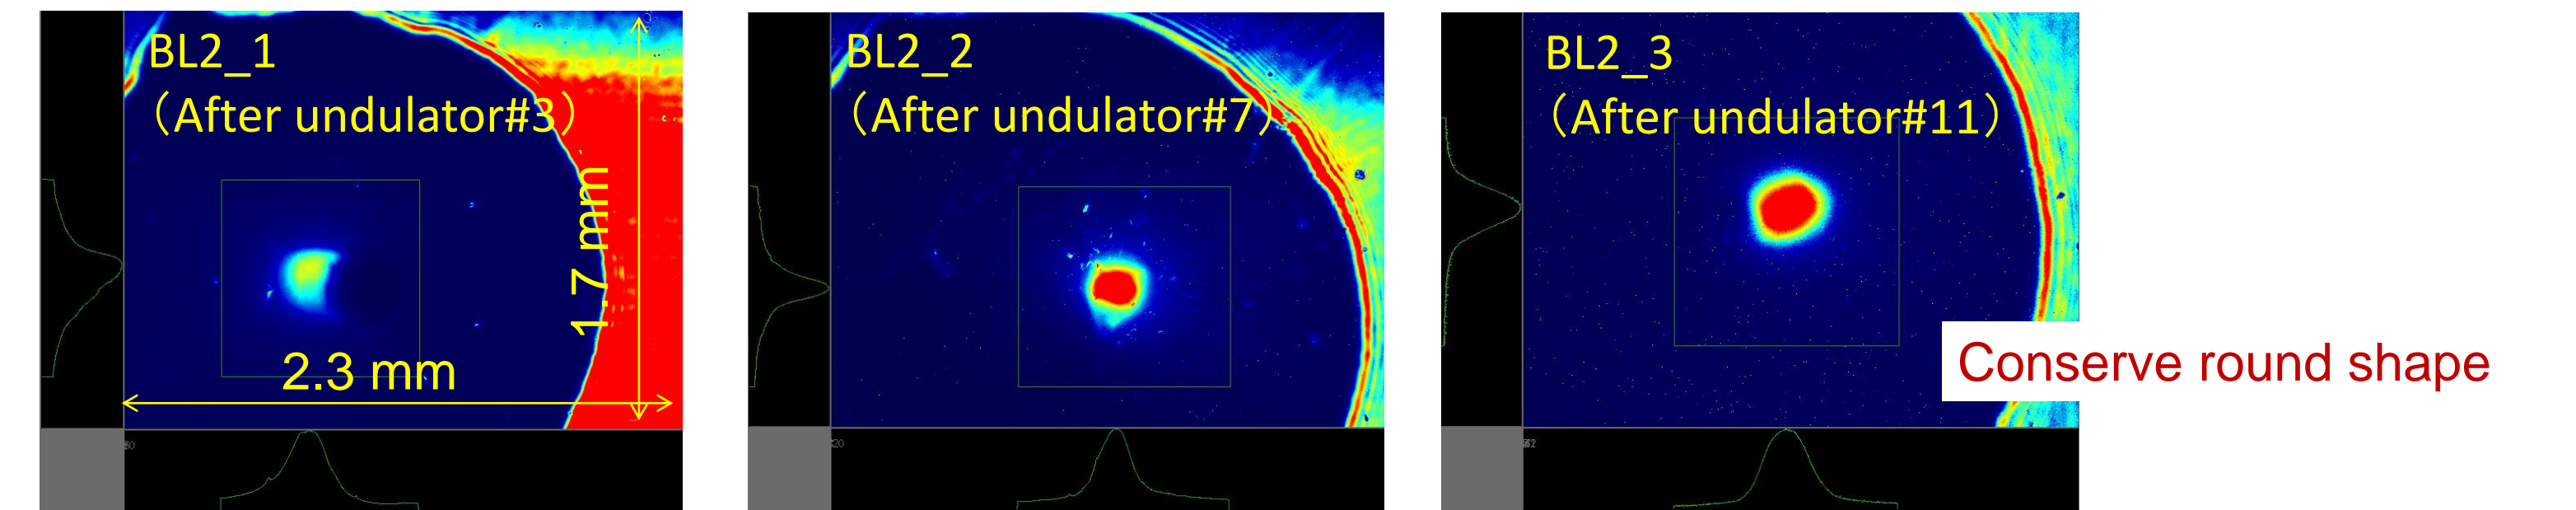 BL2_1
（After undulator#3）
1.7 mm
2.3 mm
BL2_2
（After undulator#7）
20
BL2_3
（After undulator#11）
Conserve round shape